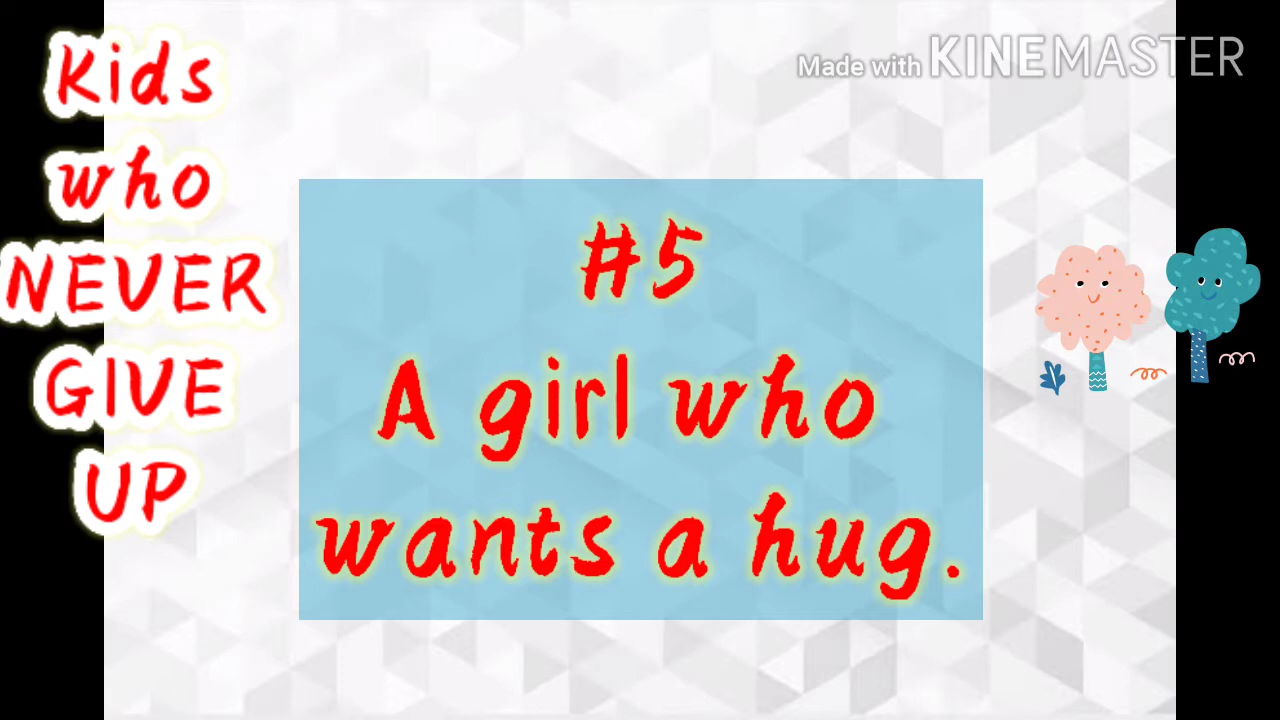 Kids
who
NEVER
GIVE
UP
Made with KINEMASTER
#5
A girl who
wants a hug.